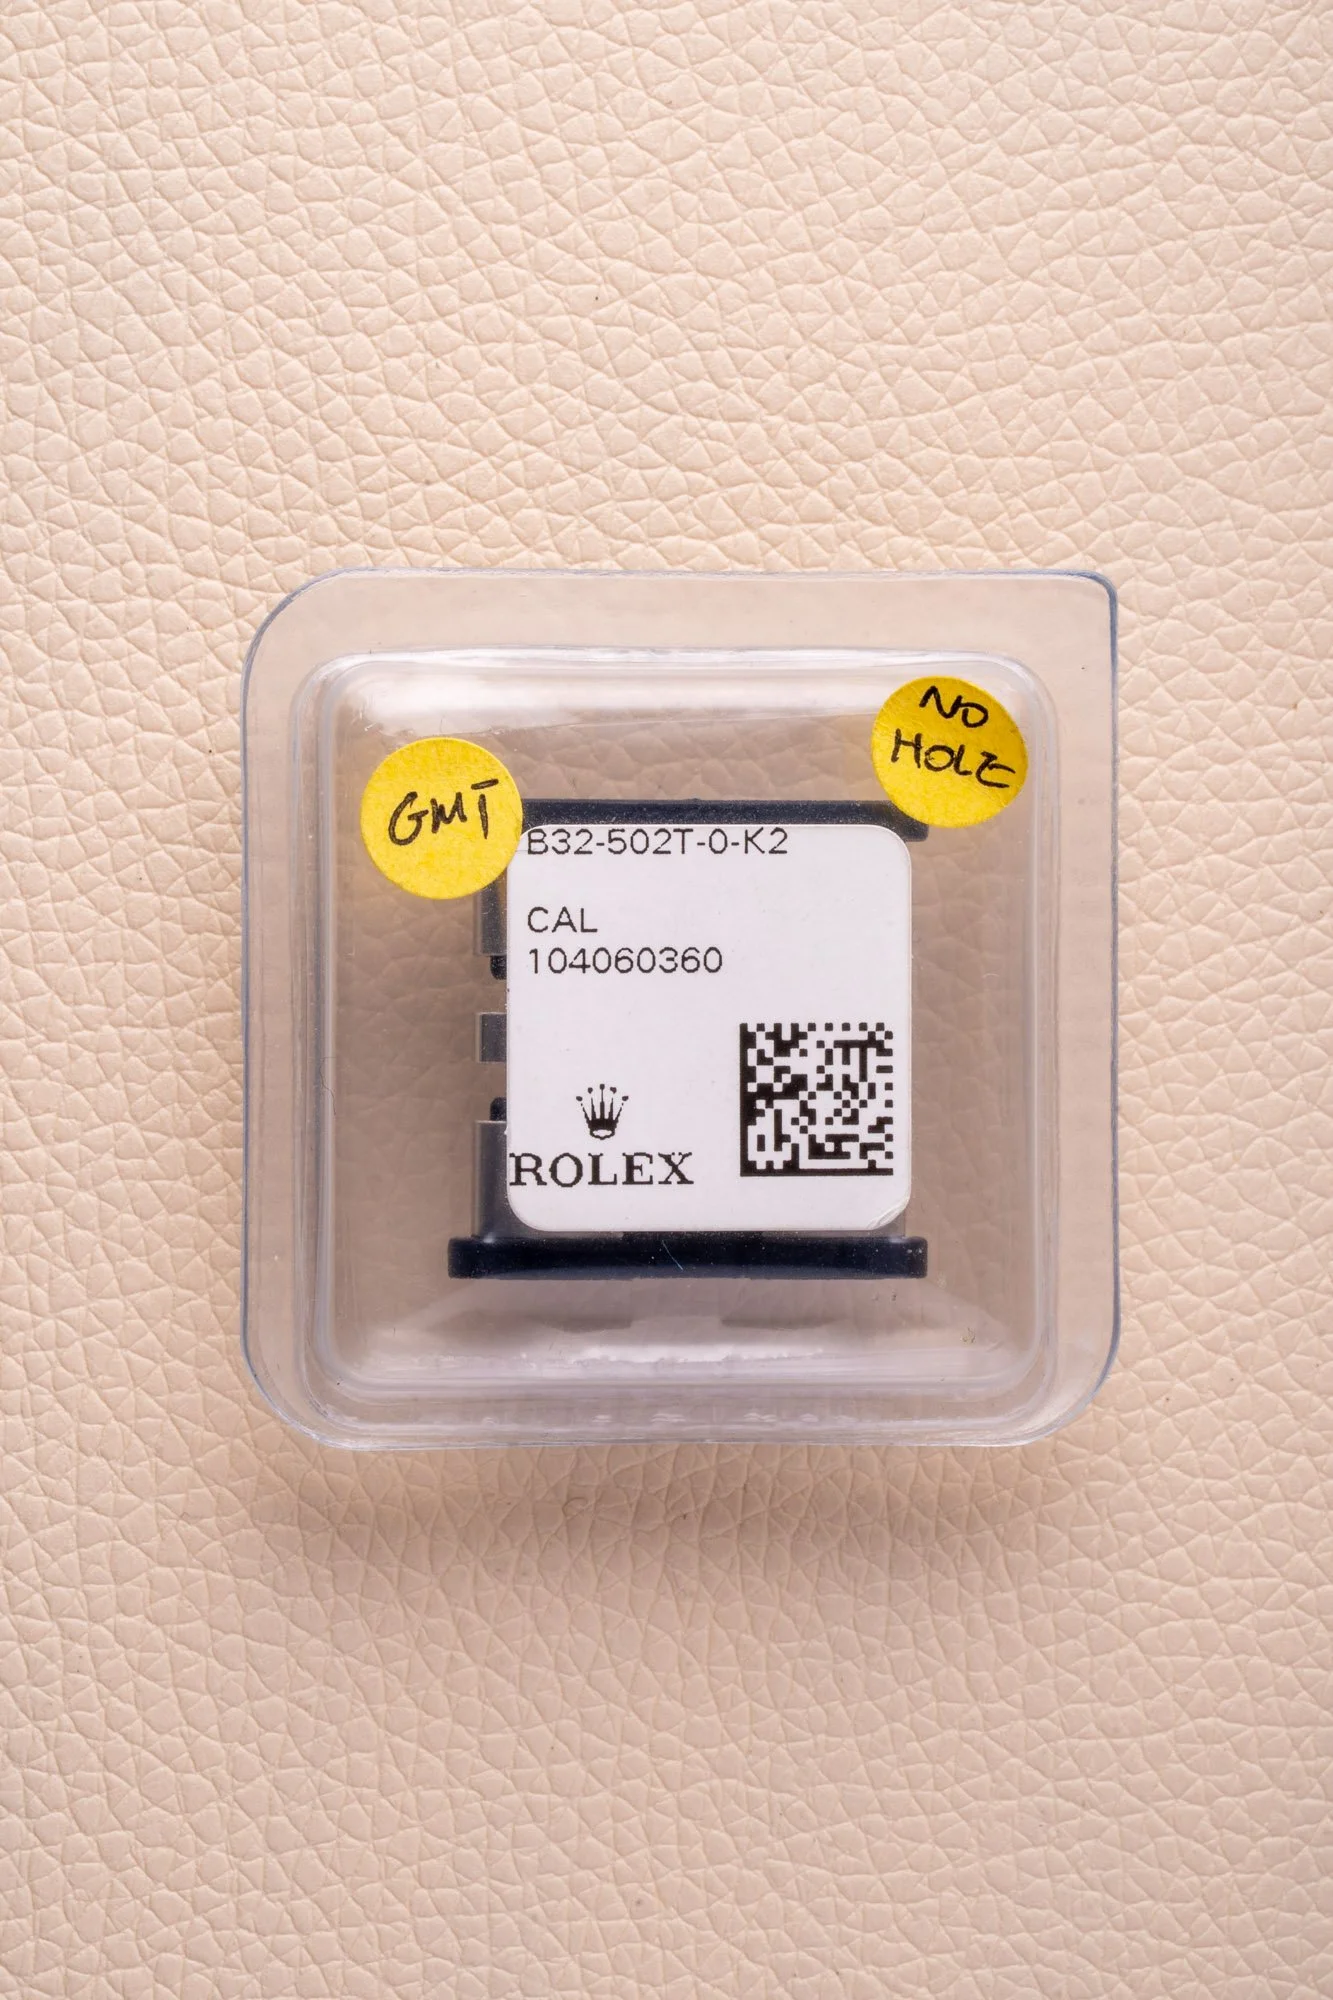 GMT
NO
HOLE
B32-502T-0-K2
CAL
104060360
ROLEX